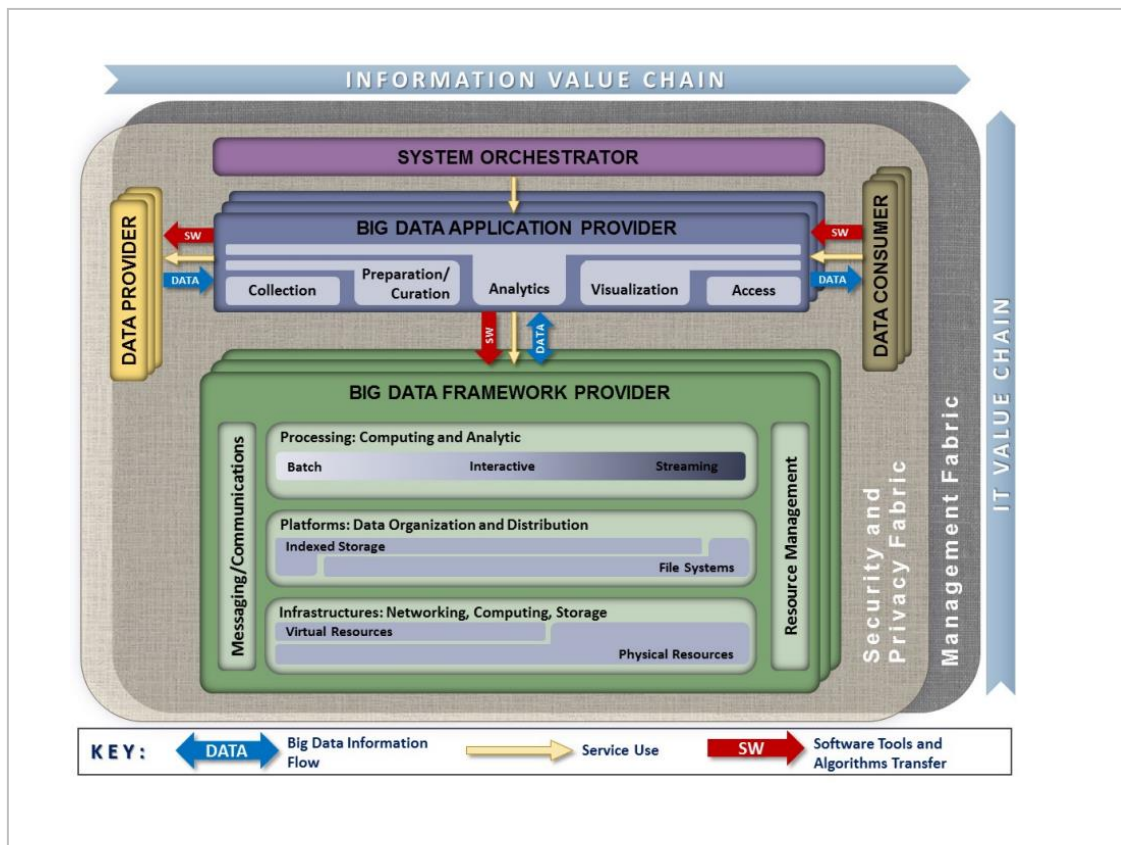 INFORMATION VALUE CHAIN
SYSTEM ORCHESTRATOR
DATA PROVIDER
SW
DATA
BIG DATA APPLICATION PROVIDER
Collection
Preparation/
Curation
Analytics
Visualization
Access
SW
DATA
DATA CONSUMER
SW
DATA
BIG DATA FRAMEWORK PROVIDER
Messaging/Communications
Processing: Computing and Analytic
Batch Interactive Streaming
Platforms: Data Organization and Distribution
Indexed Storage
File Systems
Infrastructures: Networking, Computing, Storage
Virtual Resources
Physical Resources
Resource Management
Security and
Privacy Fabric
Management Fabric
IT VALUE CHAIN
KEY:
DATA
Big Data Information
Flow
Service Use
SW
Software Tools and
Algorithms Transfer